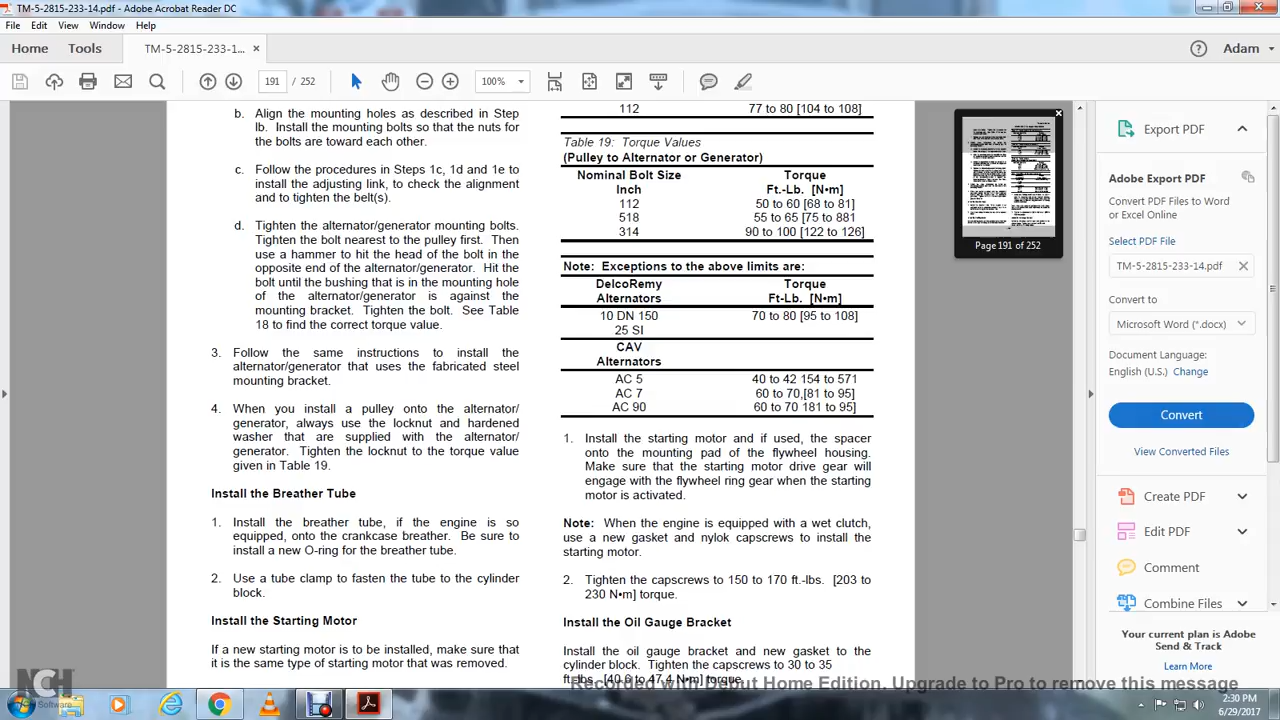 TM-5-2815-233-14.pdf - Adobe Acrobat Reader DC
File Edit View Window Help
Home Tools TM-5-2815-233-1... × Adam
191 / 252 100%
b. Align the mounting holes as described in Step
lb. Install the mounting bolts so that the nuts for
the bolts are toward each other.
c. Follow the procedures in Steps 1c, 1d and 1e to
install the adjusting link, to check the alignment
and to tighten the belt(s).
d. Tighten the alternator/generator mounting bolts.
Tighten the bolt nearest to the pulley first. Then
use a hammer to hit the head of the bolt in the
opposite end of the alternator/generator. Hit the
bolt until the bushing that is in the mounting hole
of the alternator/generator is against the
mounting bracket. Tighten the bolt. See Table
18 to find the correct torque value.
3. Follow the same instructions to install the
alternator/generator that uses the fabricated steel
mounting bracket.
4. When you install a pulley onto the alternator/
generator, always use the locknut and hardened
washer that are supplied with the alternator/
generator. Tighten the locknut to the torque value
given in Table 19.
Install the Breather Tube
1. Install the breather tube, if the engine is so
equipped, onto the crankcase breather. Be sure to
install a new O-ring for the breather tube.
2. Use a tube clamp to fasten the tube to the cylinder
block.
Install the Starting Motor
If a new starting motor is to be installed, make sure that
it is the same type of starting motor that was removed.
112 77 to 80 [104 to 108]
Table 19: Torque Values
(Pulley to Alternator or Generator)
Nominal Bolt Size Torque
Inch Ft.-Lb. [N•m]
112 50 to 60 [68 to 81]
518 55 to 65 [75 to 881
314 90 to 100 [122 to 126]
Note: Exceptions to the above limits are:
DelcoRemy Torque
Alternators Ft-Lb. [N•m]
10 DN 150 70 to 80 [95 to 108]
25 SI
CAV
Alternators
AC 5 40 to 42 154 to 571
AC 7 60 to 70,[81 to 95]
AC 90 60 to 70 181 to 95]
1. Install the starting motor and if used, the spacer
onto the mounting pad of the flywheel housing.
Make sure that the starting motor drive gear will
engage with the flywheel ring gear when the starting
motor is activated.
Note: When the engine is equipped with a wet clutch,
use a new gasket and nylok capscrews to install the
starting motor.
2. Tighten the capscrews to 150 to 170 ft.-lbs. [203 to
230 N•m] torque.
Install the Oil Gauge Bracket
Install the oil gauge bracket and new gasket to the
cylinder block. Tighten the capscrews to 30 to 35
ft-lbs. [40.6 to 47.4 N•m] torque.
Page 191 of 252
Export PDF
Adobe Export PDF
Convert PDF Files to Word
or Excel Online
Select PDF File
TM-5-2815-233-14.pdf
Convert to
Microsoft Word (*.docx)
Document Language:
English (U.S.) Change
Convert
View Converted Files
Create PDF
Edit PDF
Comment
Combine Files
Your current plan is Adobe
Send & Track
Learn More
Recorded with Debut Home Edition, Upgrade to Pro to remove this message
NCH
Software
2:30 PM
6/29/2017